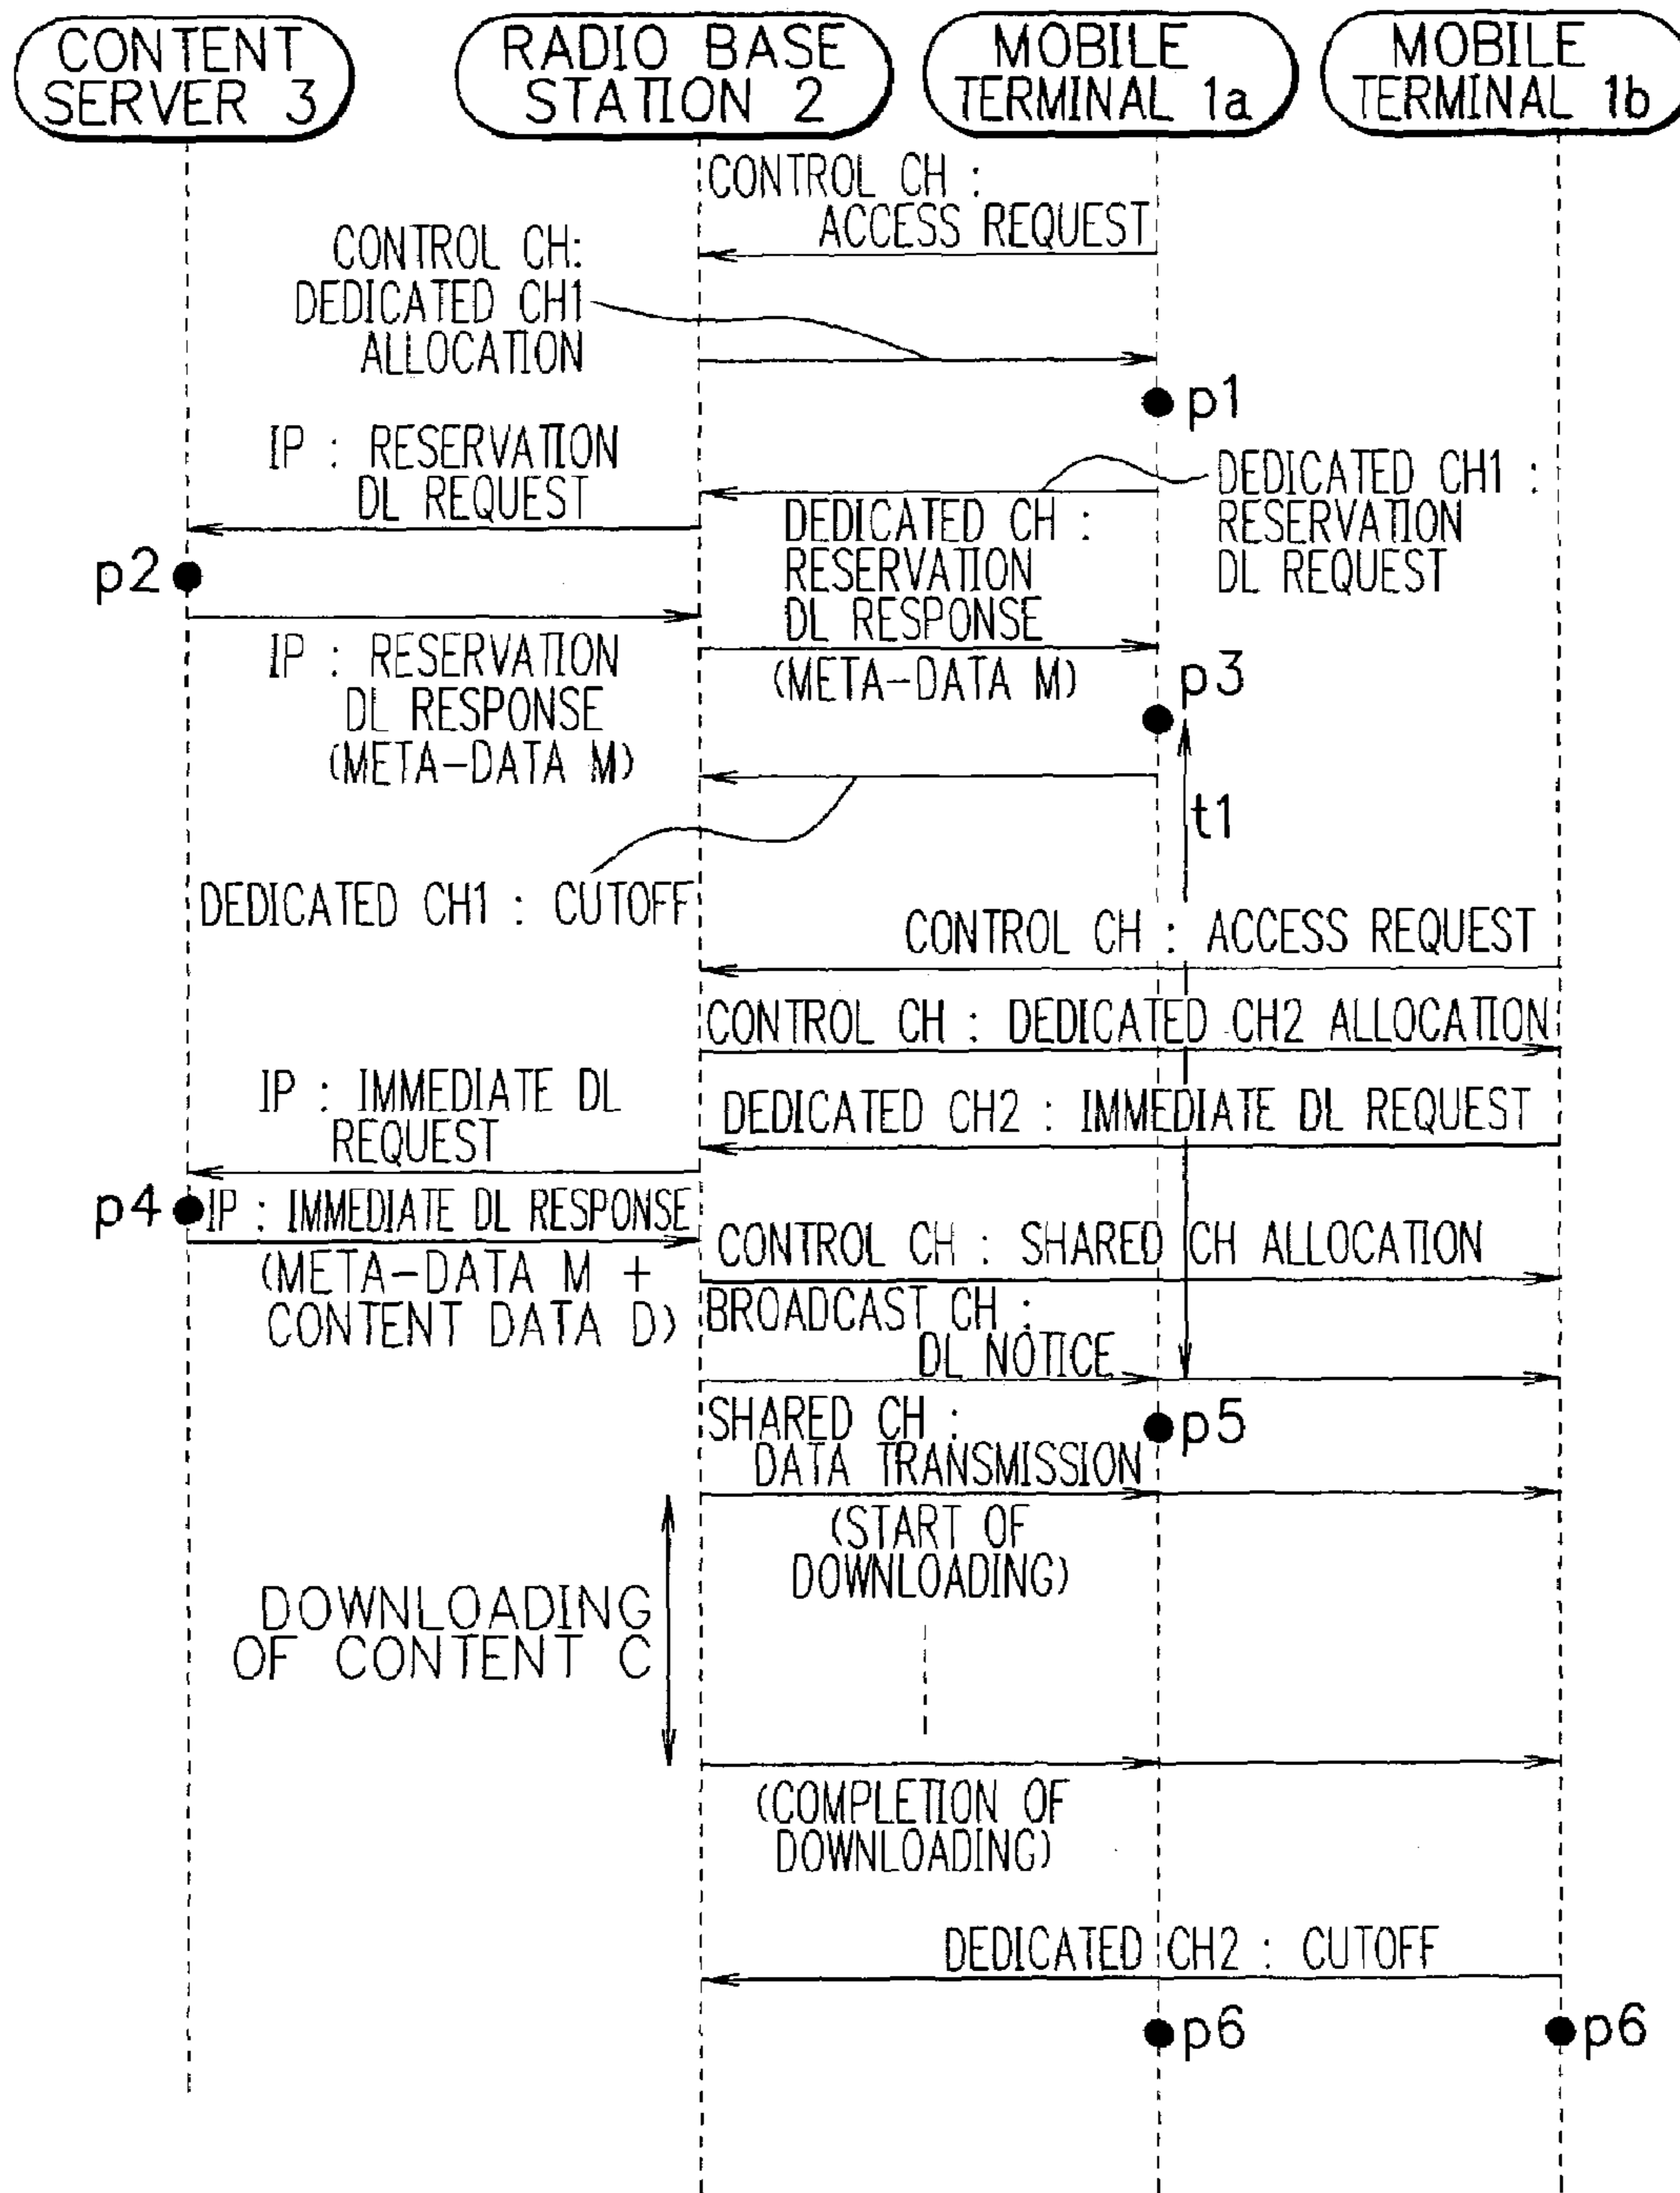 CONTENT
SERVER 3
RADIO BASE
STATION 2
MOBILE
TERMINAL 1a
MOBILE
TERMINAL 1b
CONTROL CH :
ACCESS REQUEST
CONTROL CH:
DEDICATED CH1
ALLOCATION
p1
IP : RESERVATION
DL REQUEST
DEDICATED CH1 :
RESERVATION
DL REQUEST
p2
DEDICATED CH :
RESERVATION
DL RESPONSE
(META-DATA M)
IP : RESERVATION
DL RESPONSE
(META-DATA M)
p3
t1
DEDICATED CH1 : CUTOFF
CONTROL CH : ACCESS REQUEST
CONTROL CH : DEDICATED CH2 ALLOCATION
IP : IMMEDIATE DL
REQUEST
DEDICATED CH2 : IMMEDIATE DL REQUEST
p4
IP : IMMEDIATE DL RESPONSE
(META-DATA M +
CONTENT DATA D)
CONTROL CH : SHARED CH ALLOCATION
BROADCAST CH :
DL NOTICE
SHARED CH :
DATA TRANSMISSION
p5
(START OF
DOWNLOADING)
DOWNLOADING
OF CONTENT C
(COMPLETION OF
DOWNLOADING)
DEDICATED CH2 : CUTOFF
p6
p6